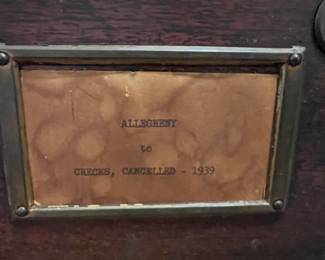 ALLEGHENY
to
CHECKS, CANCELLED - 1939